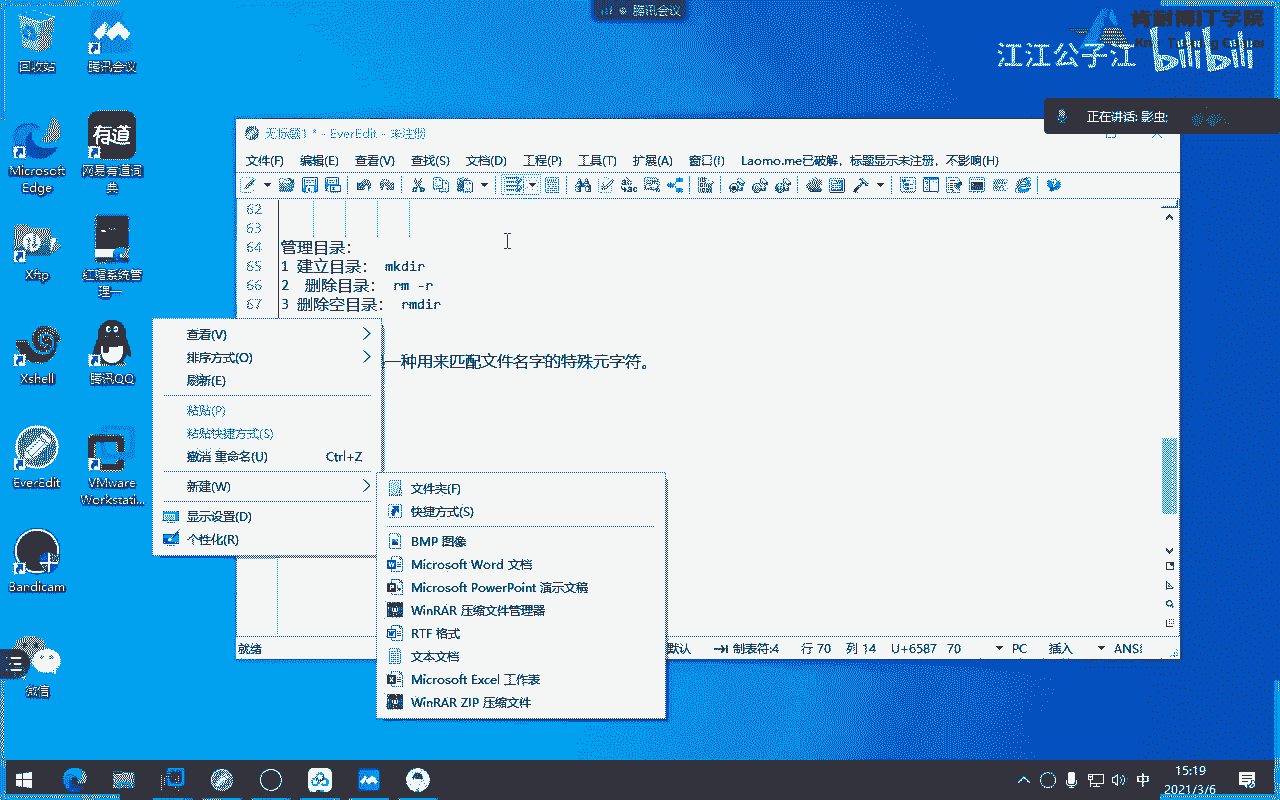 腾讯会议
肯耐博IT学院
江江公子江
bilibili
正在讲话: 影虫;
回收站
腾讯会议
Microsoft Edge
网易有道词典
Xftp
红帽系统管理一
Xshell
腾讯QQ
EverEdit
VMware Workstati...
Bandicam
微信
无标题1 * - EverEdit - 未注册
文件(F) 编辑(E) 查看(V) 查找(S) 文档(D) 工程(P) 工具(T) 扩展(A) 窗口(I) Laomo.me已破解，标题显示未注册，不影响(H)
62
63
64 管理目录：
65 1 建立目录： mkdir
66 2 删除目录： rm -r
67 3 删除空目录： rmdir
一种用来匹配文件名字的特殊元字符。
查看(V)
排序方式(O)
刷新(E)
粘贴(P)
粘贴快捷方式(S)
撤消 重命名(U) Ctrl+Z
新建(W)
显示设置(D)
个性化(R)
文件夹(F)
快捷方式(S)
BMP 图像
Microsoft Word 文档
Microsoft PowerPoint 演示文稿
WinRAR 压缩文件管理器
RTF 格式
文本文档
Microsoft Excel 工作表
WinRAR ZIP 压缩文件
就绪 默认 制表符:4 行 70 列 14 U+6587 70 PC 插入 ANSI
中
15:19
2021/3/6